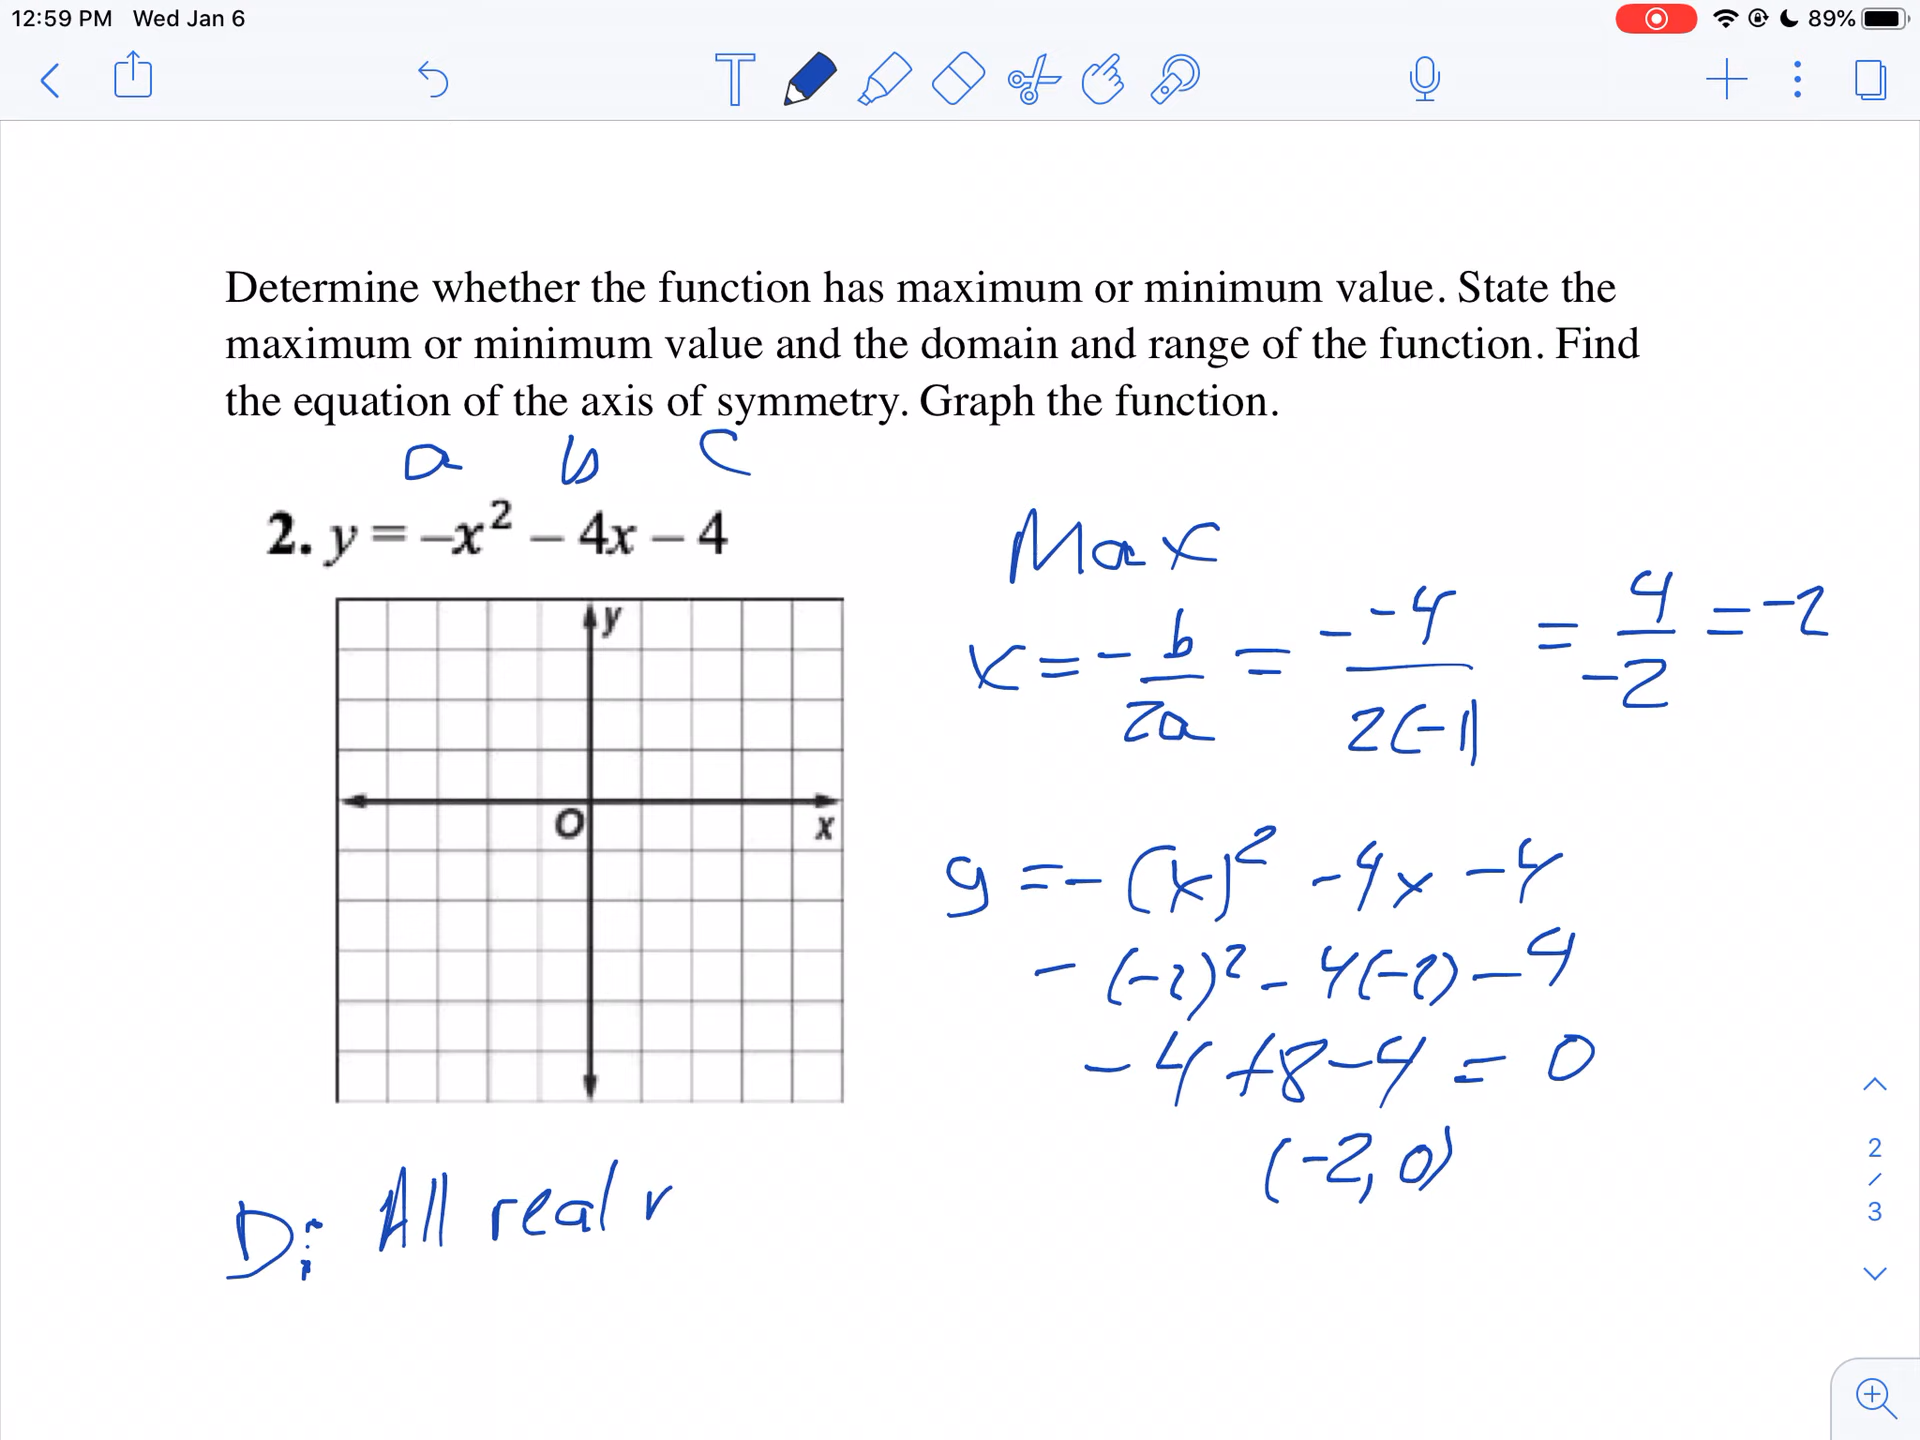 12:59 PM Wed Jan 6
89%
Determine whether the function has maximum or minimum value. State the
maximum or minimum value and the domain and range of the function. Find
the equation of the axis of symmetry. Graph the function.
a b c
2. y = –x² – 4x – 4
Max
x = - b/2a = - -4/2(-1) = 4/-2 = -2
y
O
x
y = -(x)² - 4x - 4
- (-2)² - 4(-2) - 4
- 4 + 8 - 4 = 0
(-2, 0)
D: All real
2
/
3